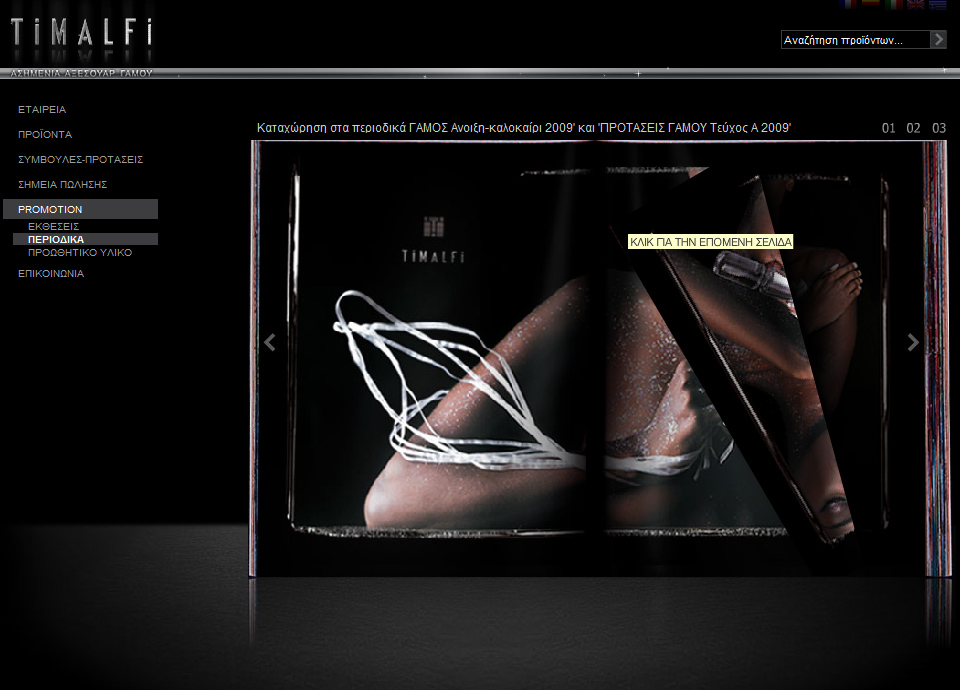 TiMALFi
ΑΣΗΜΕΝΙΑ ΑΞΕΣΟΥΑΡ ΓΑΜΟΥ
Αναζήτηση προϊόντων...
ΕΤΑΙΡΕΙΑ
ΠΡΟΪΟΝΤΑ
ΣΥΜΒΟΥΛΕΣ-ΠΡΟΤΑΣΕΙΣ
ΣΗΜΕΙΑ ΠΩΛΗΣΗΣ
PROMOTION
ΕΚΘΕΣΕΙΣ
ΠΕΡΙΟΔΙΚΑ
ΠΡΟΩΘΗΤΙΚΟ ΥΛΙΚΟ
ΕΠΙΚΟΙΝΩΝΙΑ
Καταχώρηση στα περιοδικά ΓΑΜΟΣ Ανοιξη-καλοκαίρι 2009' και 'ΠΡΟΤΑΣΕΙΣ ΓΑΜΟΥ Τεύχος Α 2009'
01 02 03
TiMALFi
ΚΛΙΚ ΓΙΑ ΤΗΝ ΕΠΟΜΕΝΗ ΣΕΛΙΔΑ